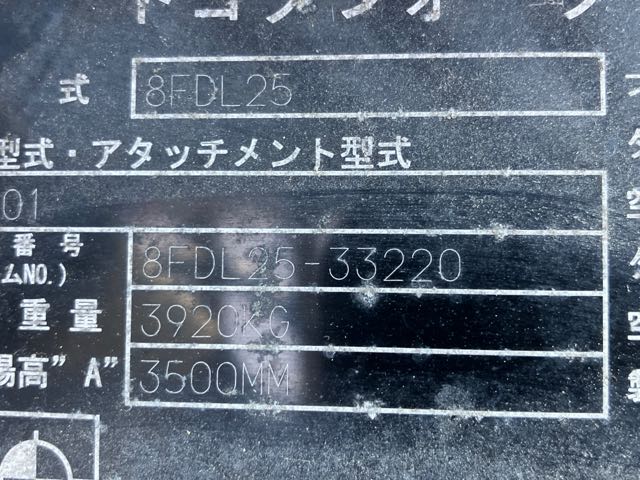 式 8FDL25
型式・アタッチメント型式
01
番号 8FDL25-33220
ムNO.)
重量 3920KG
揚高"A" 3500MM